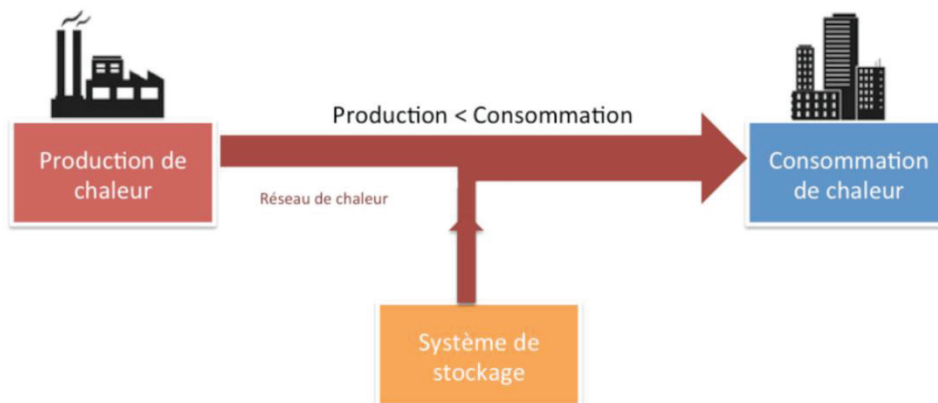 Production < Consommation
Production de
chaleur
Consommation
de chaleur
Réseau de chaleur
Système de
stockage